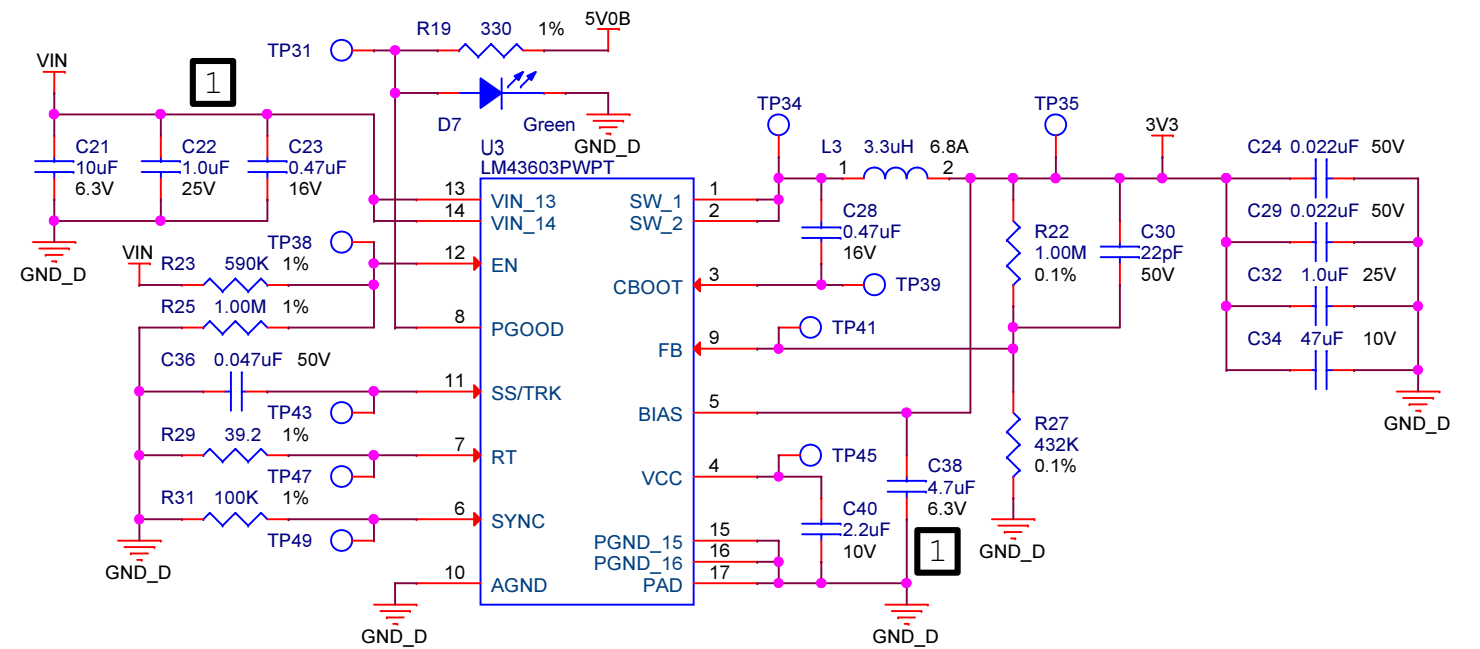 R19 330 1% 5V0B
TP31
VIN
1
D7 Green
GND_D
C21
10uF
6.3V
C22
1.0uF
25V
C23
0.47uF
16V
GND_D
U3
LM43603PWPT
13 VIN_13
14 VIN_14
12 EN
8 PGOOD
11 SS/TRK
7 RT
6 SYNC
10 AGND
SW_1 1
SW_2 2
CBOOT 3
FB 9
BIAS 5
VCC 4
PGND_15 15
PGND_16 16
PAD 17
TP38
VIN
R23 590K 1%
R25 1.00M 1%
C36 0.047uF 50V
TP43
R29 39.2 1%
TP47
R31 100K 1%
TP49
GND_D
GND_D
TP34
L3 3.3uH 6.8A
1 2
C28
0.47uF
16V
TP39
TP41
TP35
3V3
R22
1.00M
0.1%
C30
22pF
50V
R27
432K
0.1%
GND_D
TP45
C40
2.2uF
10V
C38
4.7uF
6.3V
1
GND_D
C24 0.022uF 50V
C29 0.022uF 50V
C32 1.0uF 25V
C34 47uF 10V
GND_D